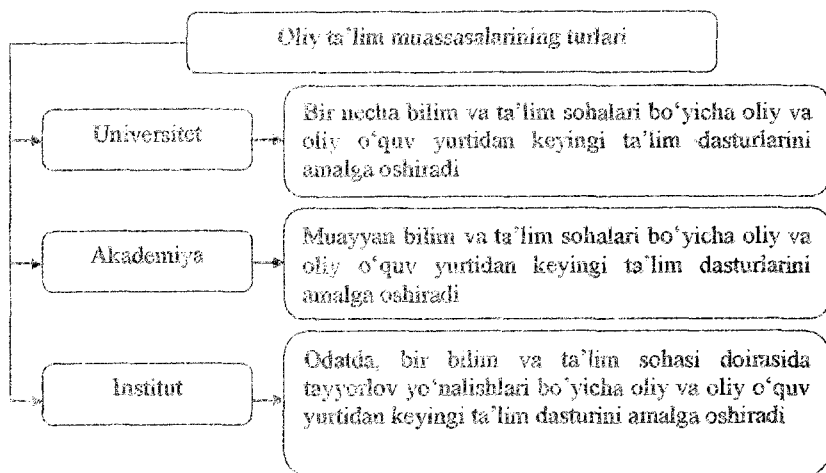 Oliy ta’lim muassasalarining turlari
Universitet
Bir necha bilim va ta’lim sohalari bo‘yicha oliy va
oliy o‘quv yurtidan keyingi ta’lim dasturlarini
amalga oshiradi
Akademiya
Muayyan bilim va ta’lim sohalari bo‘yicha oliy va
oliy o‘quv yurtidan keyingi ta’lim dasturlarini
amalga oshiradi
Institut
Odatda, bir bilim va ta’lim sohasi doirasida
tayyorlov yo‘nalishlari bo‘yicha oliy va oliy o‘quv
yurtidan keyingi ta’lim dasturini amalga oshiradi